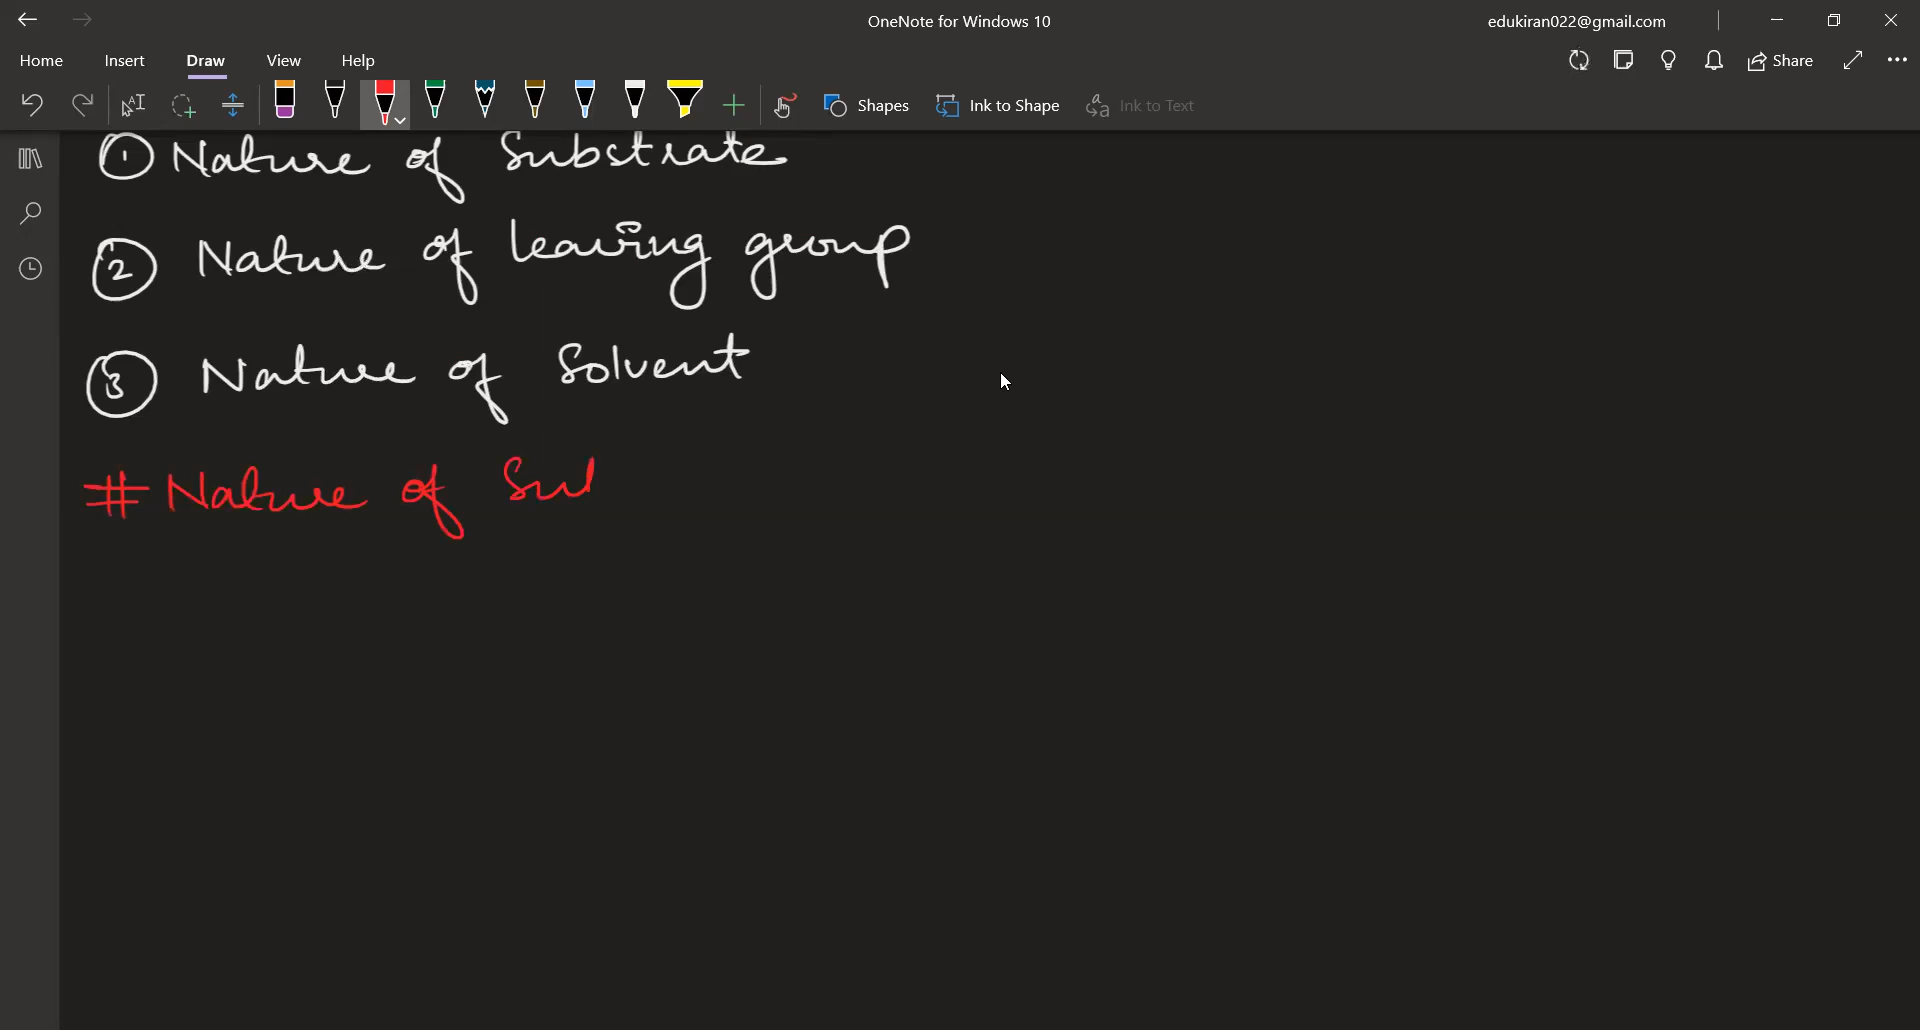 OneNote for Windows 10
edukiran022@gmail.com
Home Insert Draw View Help
Share
Shapes Ink to Shape Ink to Text
① Nature of Substrate
② Nature of leaving group
③ Nature of Solvent
# Nature of Sul